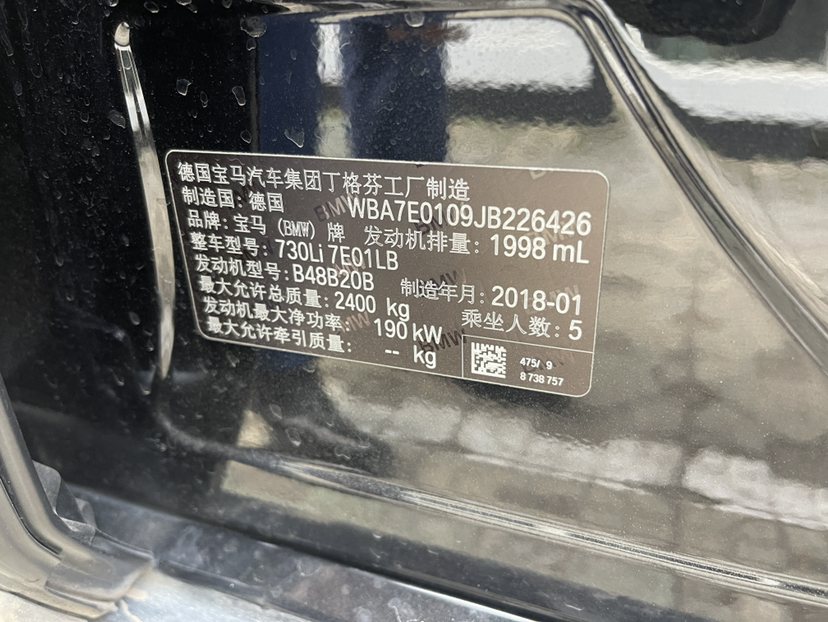 德国宝马汽车集团丁格芬工厂制造
制造国：德国 WBA7E0109JB226426
品牌：宝马（BMW）牌 发动机排量：1998 mL
整车型号：730Li 7E01LB
发动机型号：B48B20B 制造年月：2018-01
最大允许总质量：2400 kg 乘坐人数：5
发动机最大净功率：190 kW
最大允许牵引质量：-- kg
475/ 9
8 738 757